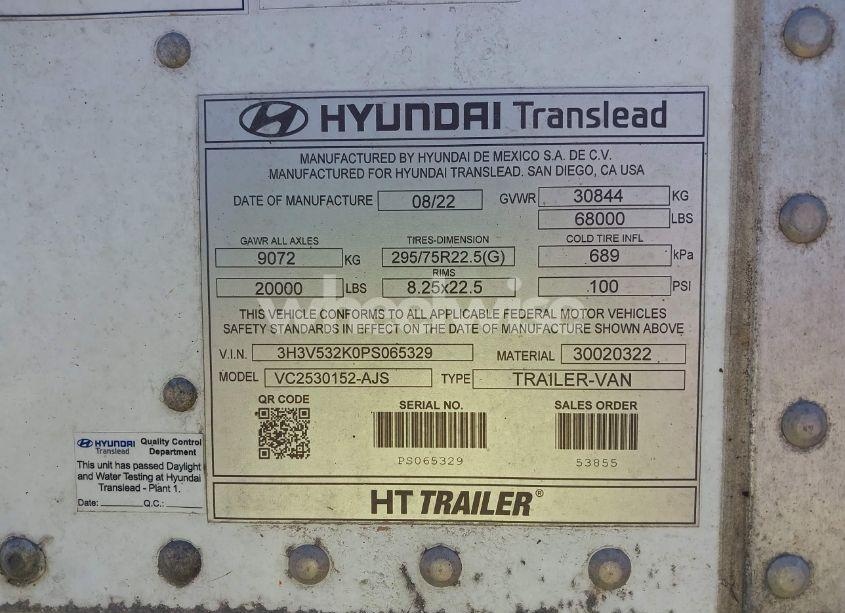 HYUNDAI Translead
MANUFACTURED BY HYUNDAI DE MEXICO S.A. DE C.V.
MANUFACTURED FOR HYUNDAI TRANSLEAD. SAN DIEGO, CA USA
DATE OF MANUFACTURE 08/22 GVWR 30844 KG
68000 LBS
GAWR ALL AXLES TIRES-DIMENSION COLD TIRE INFL
9072 KG 295/75R22.5(G) 689 kPa
RIMS
20000 LBS 8.25x22.5 100 PSI
THIS VEHICLE CONFORMS TO ALL APPLICABLE FEDERAL MOTOR VEHICLES
SAFETY STANDARDS IN EFFECT ON THE DATE OF MANUFACTURE SHOWN ABOVE
V.I.N. 3H3V532K0PS065329 MATERIAL 30020322
MODEL VC2530152-AJS TYPE TRAILER-VAN
QR CODE SERIAL NO. SALES ORDER
PS065329 53855
HT TRAILER®
HYUNDAI Translead Quality Control Department
This unit has passed Daylight
and Water Testing at Hyundai
Translead - Plant 1.
Date: Q.C.: